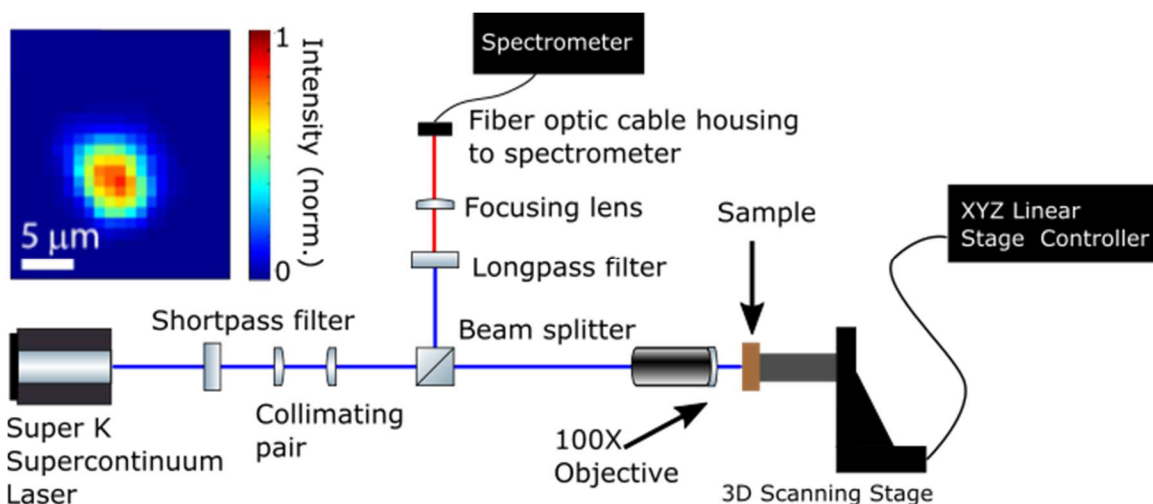 1
Intensity (norm.)
0
5 μm
Spectrometer
Fiber optic cable housing
to spectrometer
Focusing lens
Longpass filter
Sample
XYZ Linear
Stage Controller
Shortpass filter
Beam splitter
Collimating
pair
Super K
Supercontinuum
Laser
100X
Objective
3D Scanning Stage